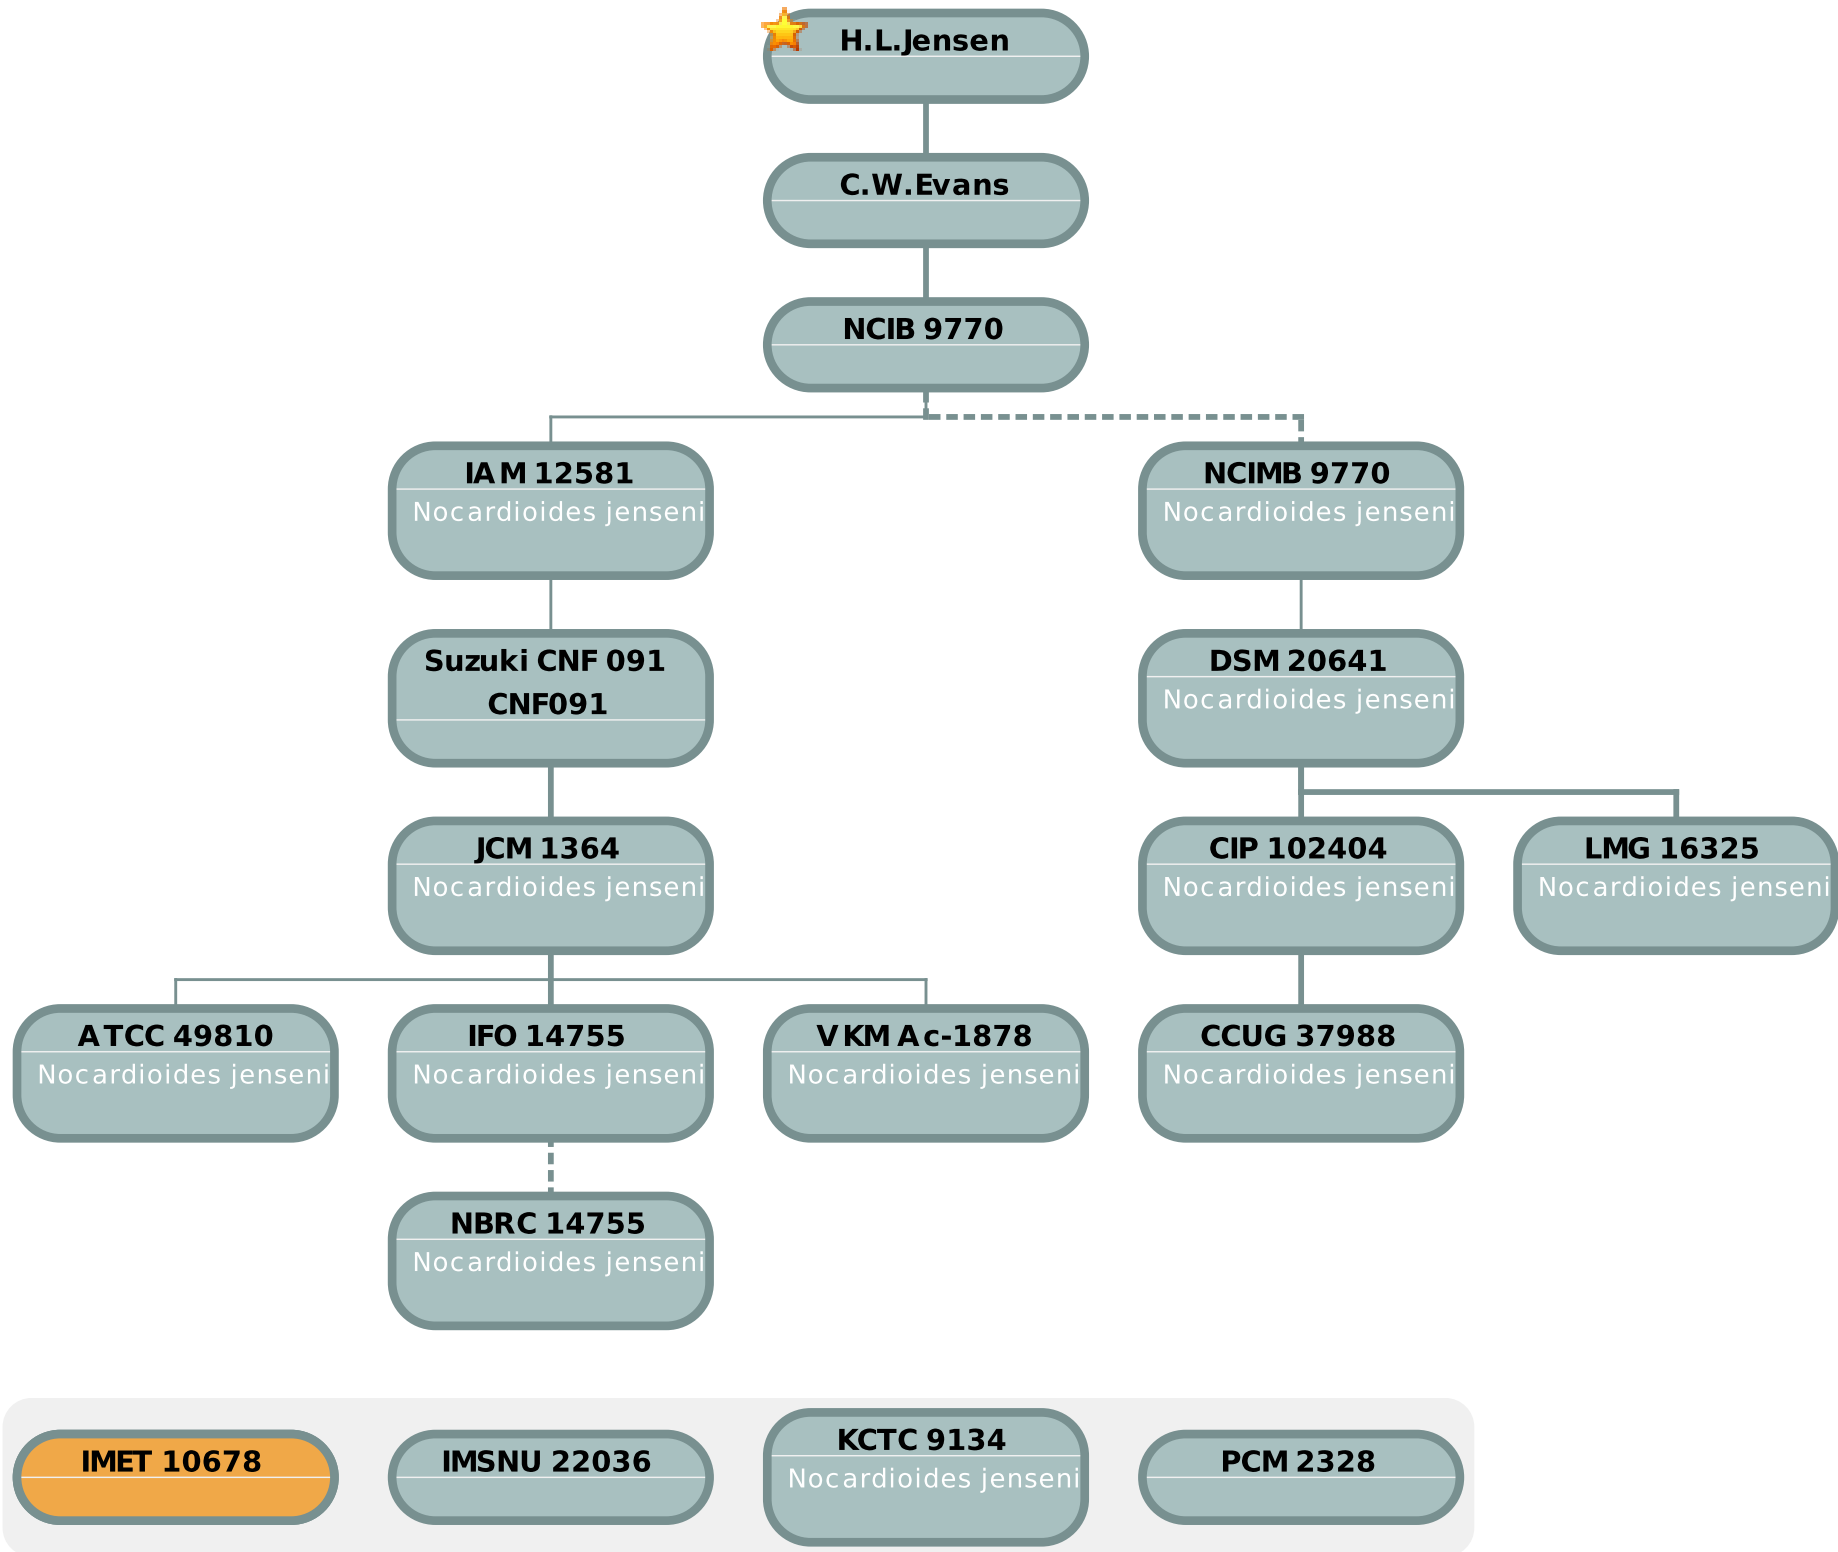 H.L.Jensen
C.W.Evans
NCIB 9770
IAM 12581
Nocardioides jenseni
NCIMB 9770
Nocardioides jenseni
Suzuki CNF 091
CNF091
DSM 20641
Nocardioides jenseni
JCM 1364
Nocardioides jenseni
CIP 102404
Nocardioides jenseni
LMG 16325
Nocardioides jenseni
ATCC 49810
Nocardioides jenseni
IFO 14755
Nocardioides jenseni
VKM Ac-1878
Nocardioides jenseni
CCUG 37988
Nocardioides jenseni
NBRC 14755
Nocardioides jenseni
IMET 10678
IMSNU 22036
KCTC 9134
Nocardioides jenseni
PCM 2328